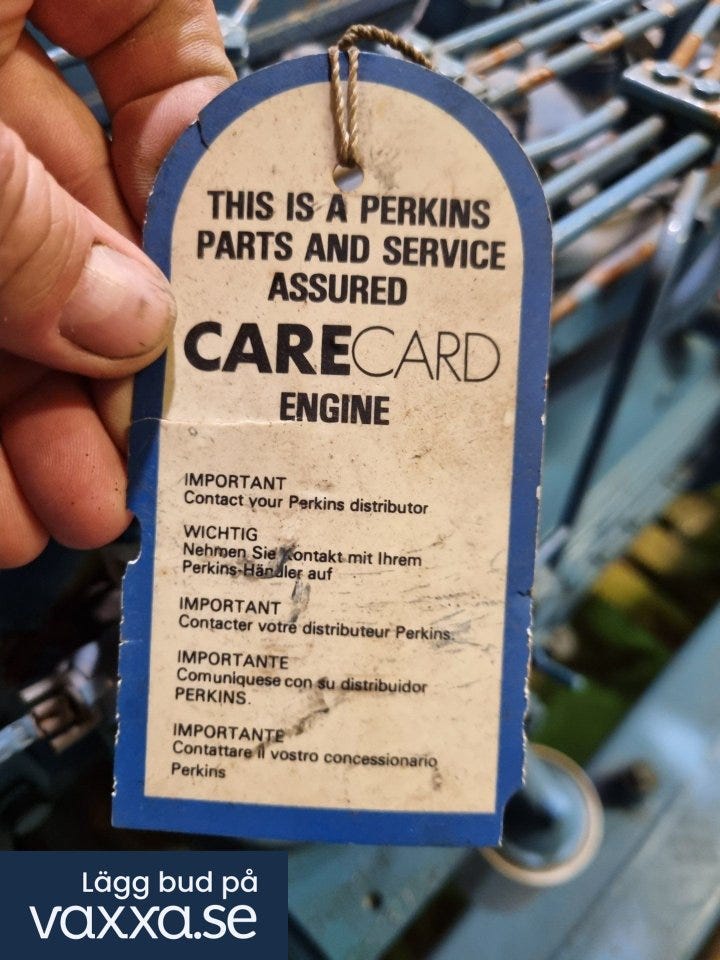 THIS IS A PERKINS
PARTS AND SERVICE
ASSURED
CARECARD
ENGINE
IMPORTANT
Contact your Perkins distributor
WICHTIG
Nehmen Sie Kontakt mit Ihrem
Perkins-Händler auf
IMPORTANT
Contacter votre distributeur Perkins.
IMPORTANTE
Comuniquese con su distribuidor
PERKINS.
IMPORTANTE
Contattare il vostro concessionario
Perkins
Lägg bud på
vaxxa.se